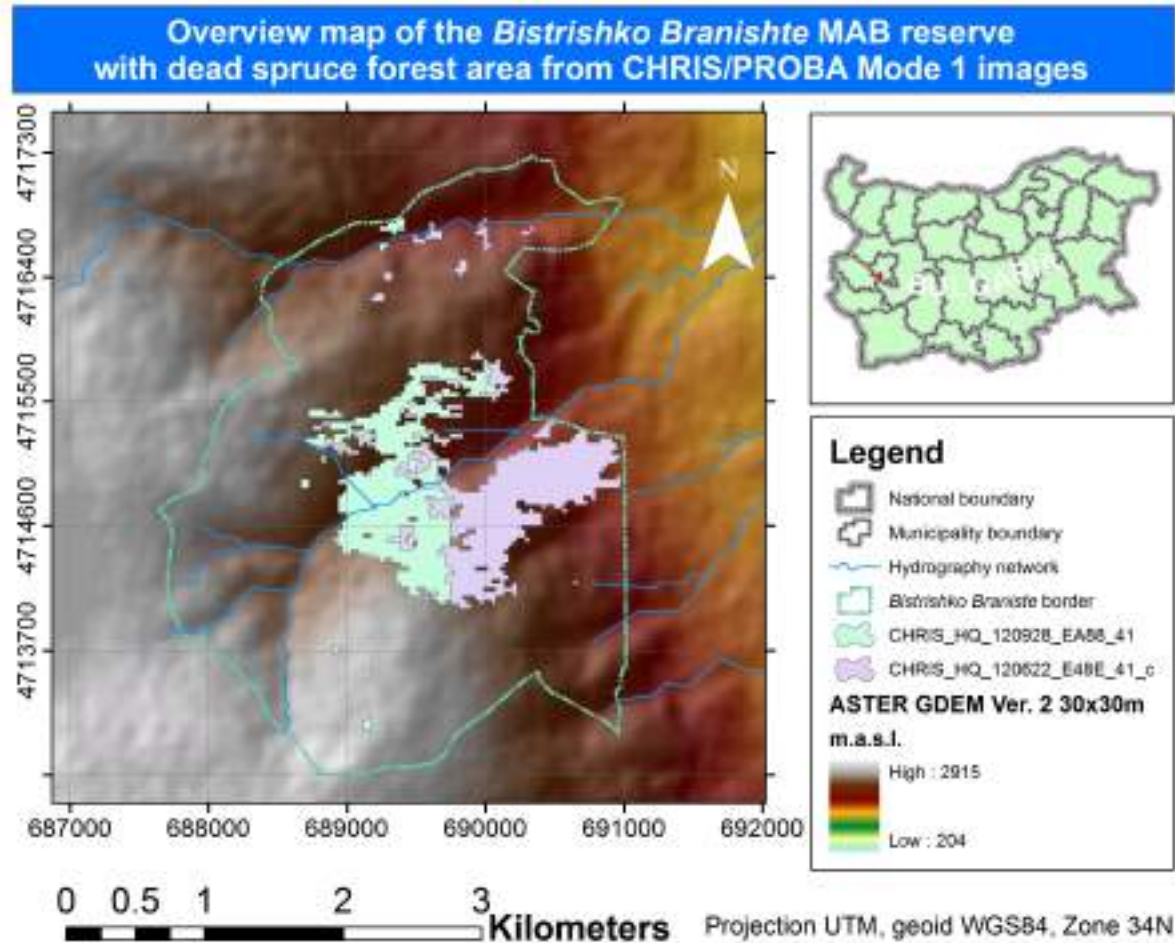 Overview map of the Bistrishko Branishte MAB reserve
with dead spruce forest area from CHRIS/PROBA Mode 1 images
4717300
4716400
4715500
4714600
4713700
N
687000 688000 689000 690000 691000 692000
BULGARIA
Legend
National boundary
Municipality boundary
Hydrography network
Bistrishko Braniste border
CHRIS_HQ_120928_EA88_41
CHRIS_HQ_120622_E48E_41_c
ASTER GDEM Ver. 2 30x30m
m.a.s.l.
High : 2915
Low : 204
0 0.5 1 2 3
Kilometers
Projection UTM, geoid WGS84, Zone 34N